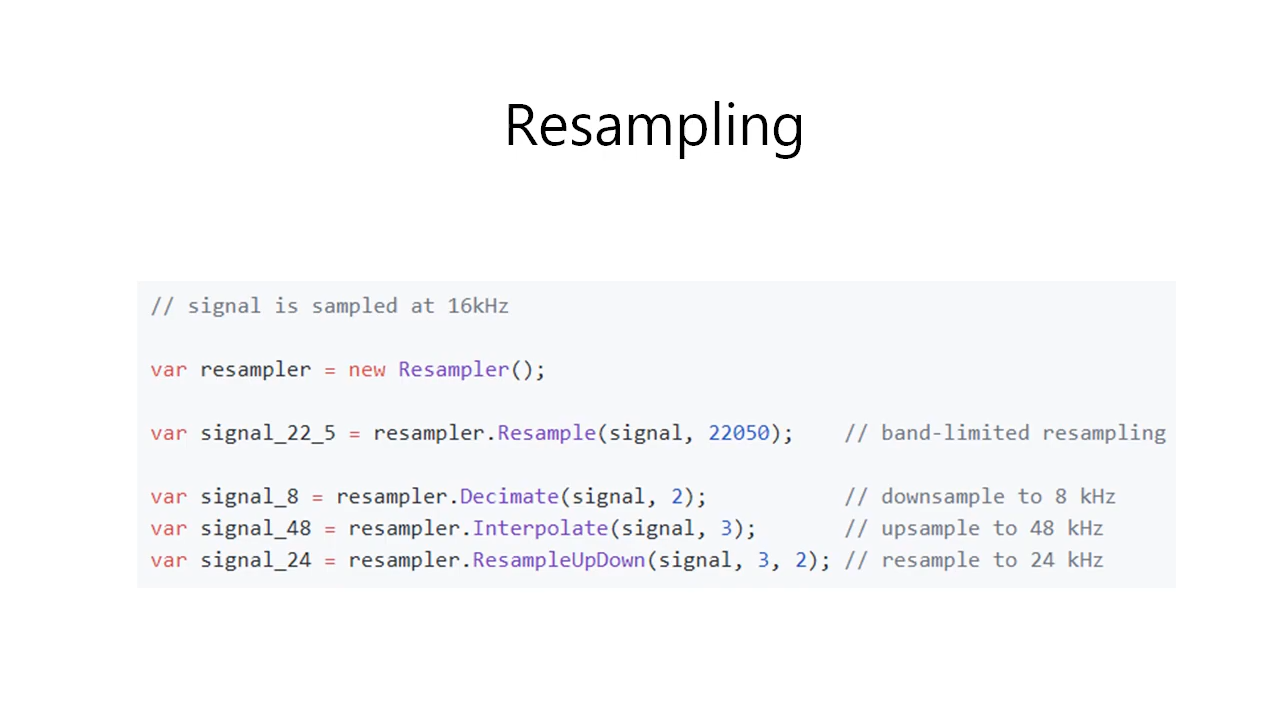 Resampling
// signal is sampled at 16kHz
var resampler = new Resampler();
var signal_22_5 = resampler.Resample(signal, 22050); // band-limited resampling
var signal_8 = resampler.Decimate(signal, 2); // downsample to 8 kHz
var signal_48 = resampler.Interpolate(signal, 3); // upsample to 48 kHz
var signal_24 = resampler.ResampleUpDown(signal, 3, 2); // resample to 24 kHz